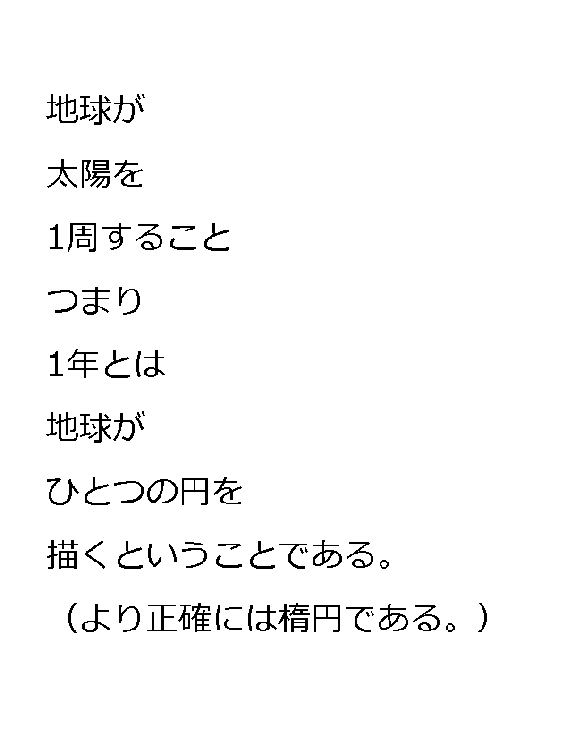 地球が
太陽を
1周すること
つまり
1年とは
地球が
ひとつの円を
描くということである。
（より正確には楕円である。）